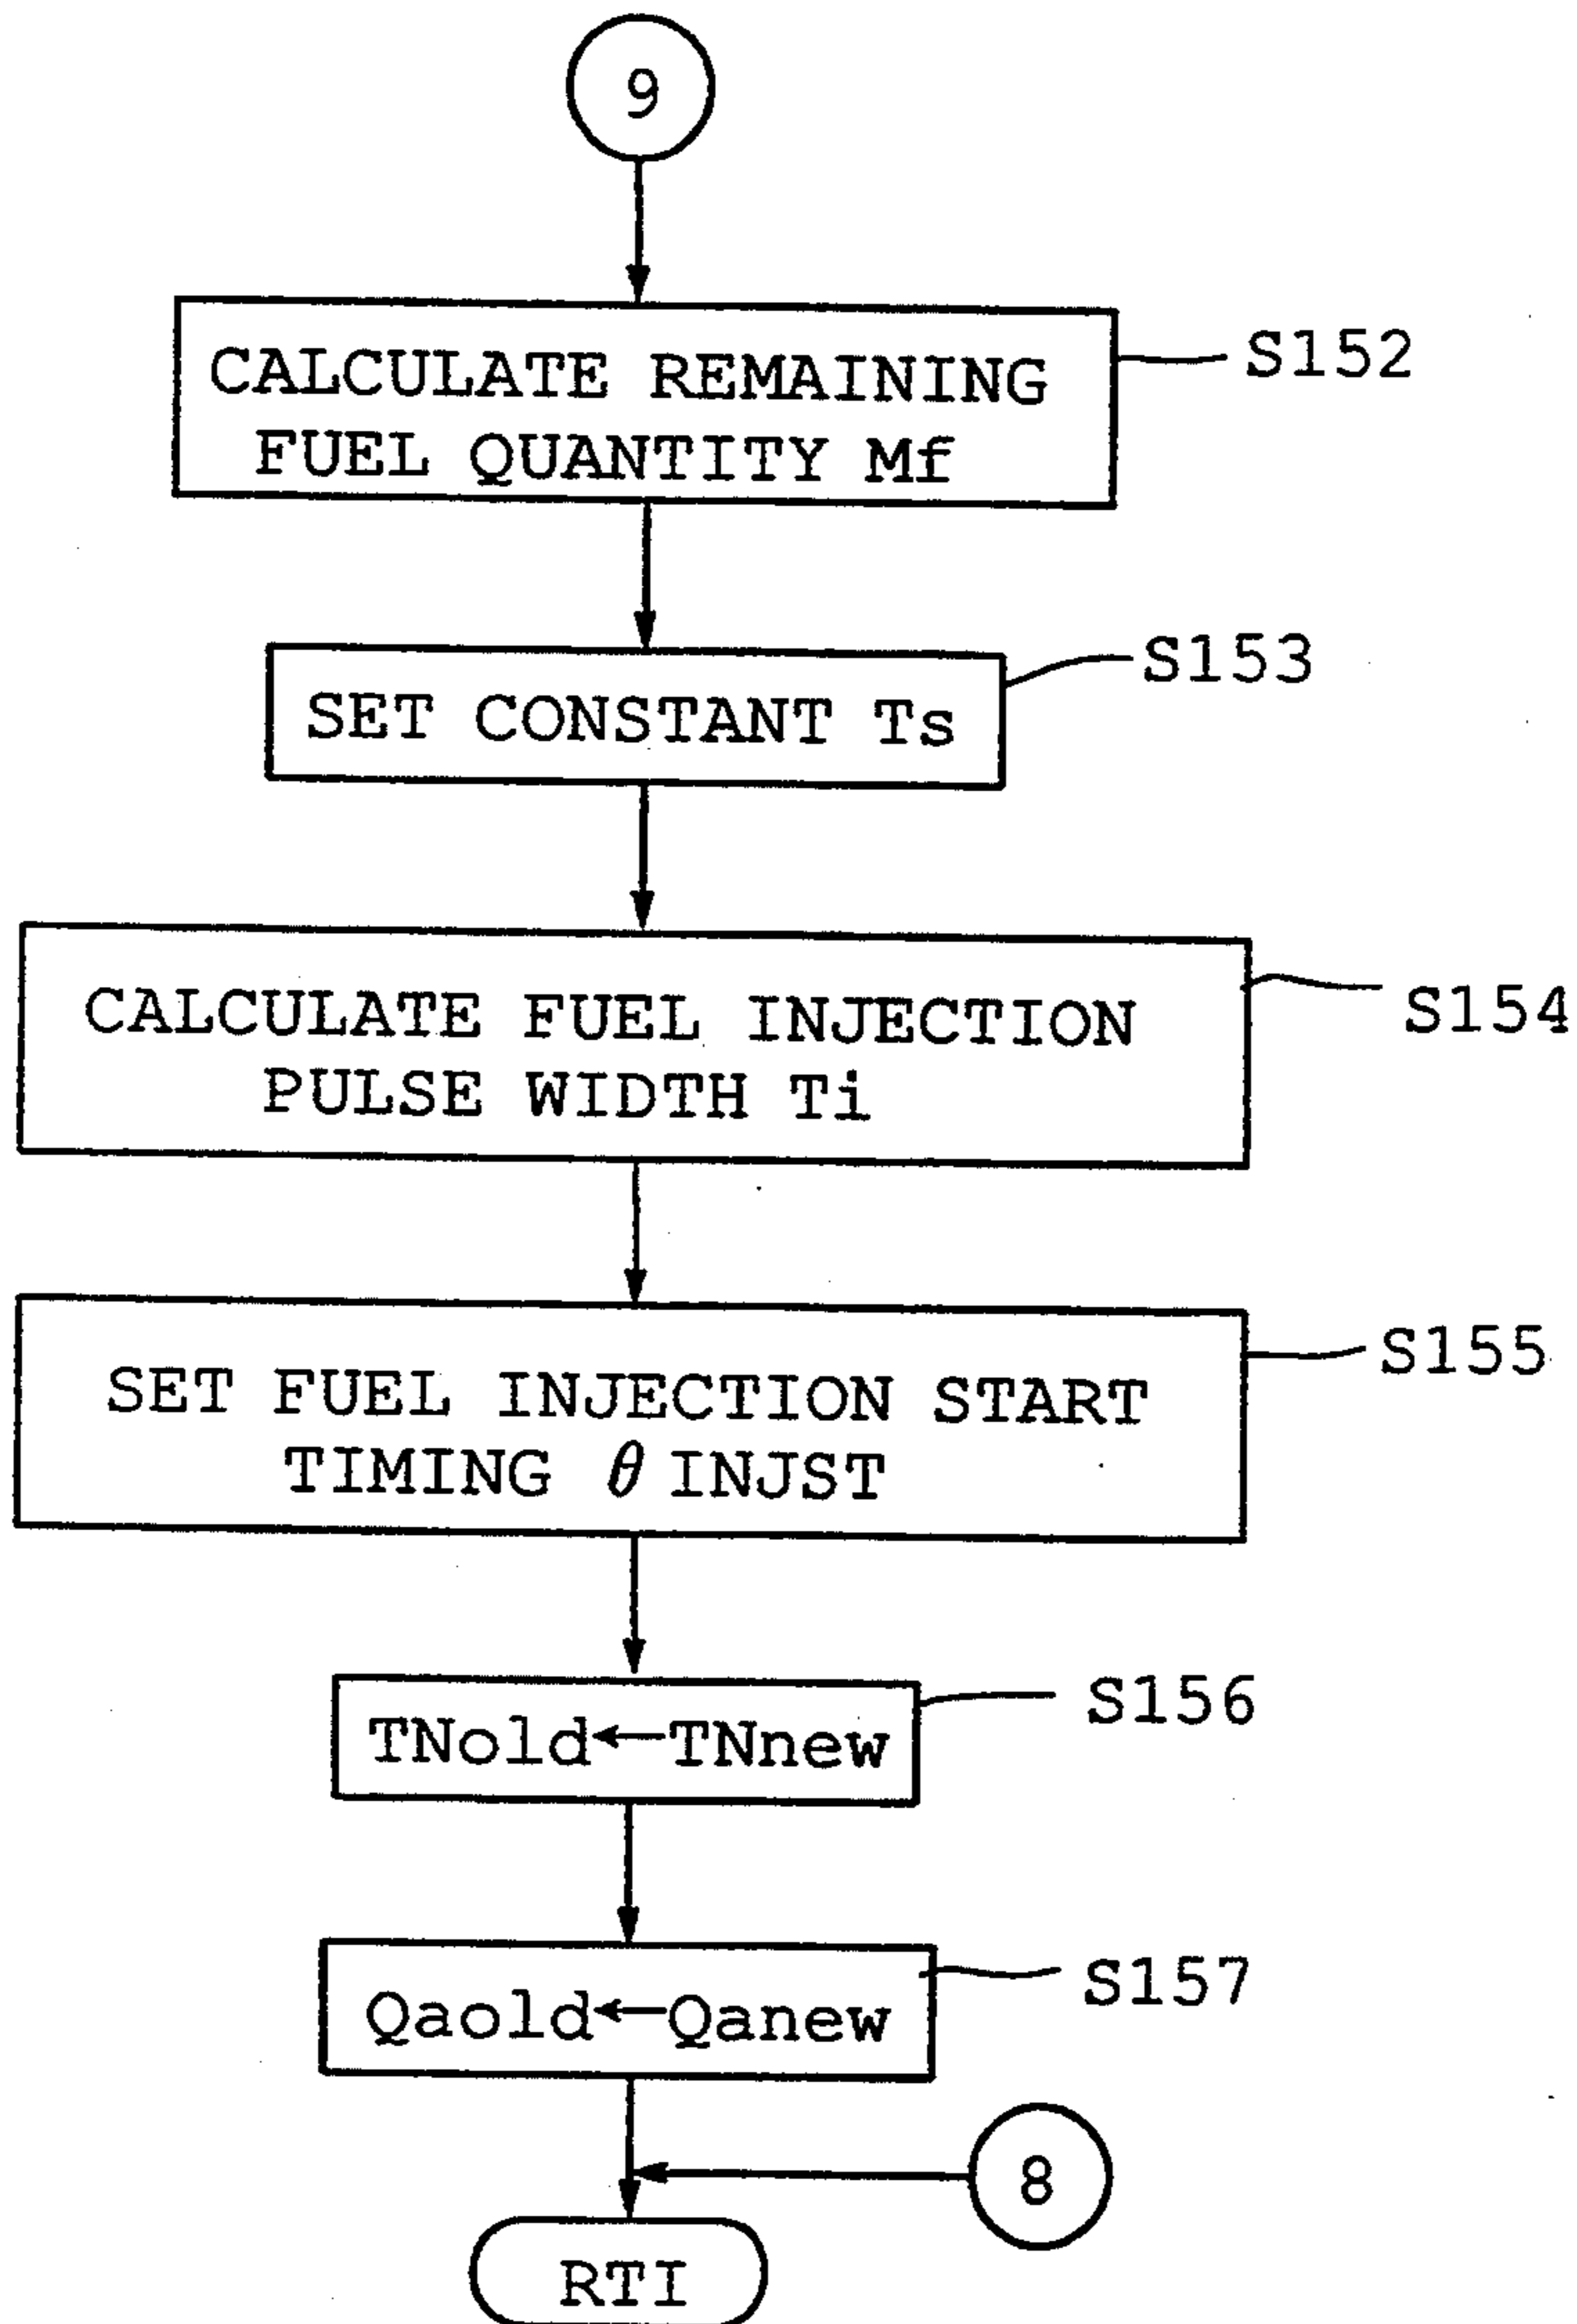 9
CALCULATE REMAINING
FUEL QUANTITY Mf
S152
SET CONSTANT Ts
S153
CALCULATE FUEL INJECTION
PULSE WIDTH Ti
S154
SET FUEL INJECTION START
TIMING θ INJST
S155
TNold←TNnew
S156
Qaold←Qanew
S157
8
RTI